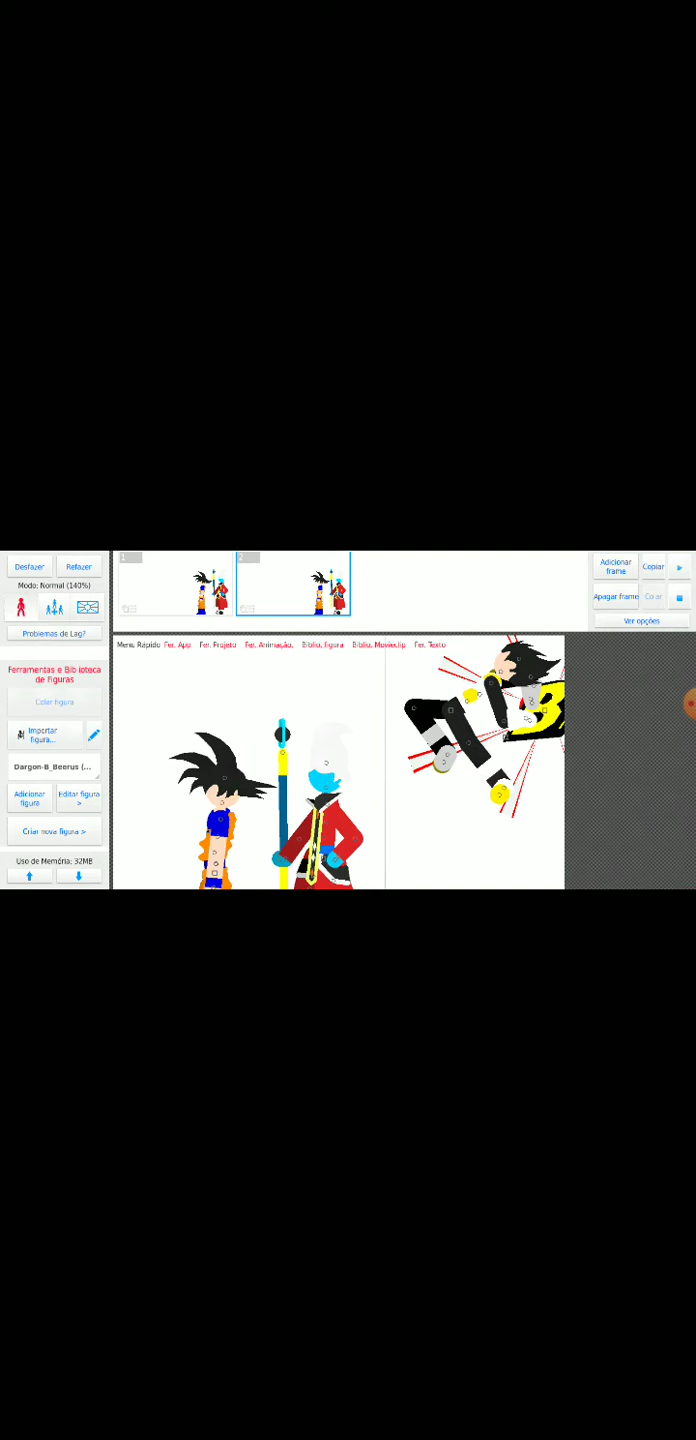 Desfazer Refazer
Modo: Normal (140%)
Problemas de Lag?
Ferramentas e Biblioteca
de Figuras
Colar figura
Importar
figura...
Dargon-B_Beerus (...
Adicionar
figura
Editar figura
>
Criar nova figura >
Uso de Memória: 32MB
1
2
Adicionar
frame
Copiar
Apagar frame
Colar
Ver opções
Menu Rápido Fer. App Fer. Projeto Fer. Animação. Biblio. figura Biblio. Movieclip Fer. Texto